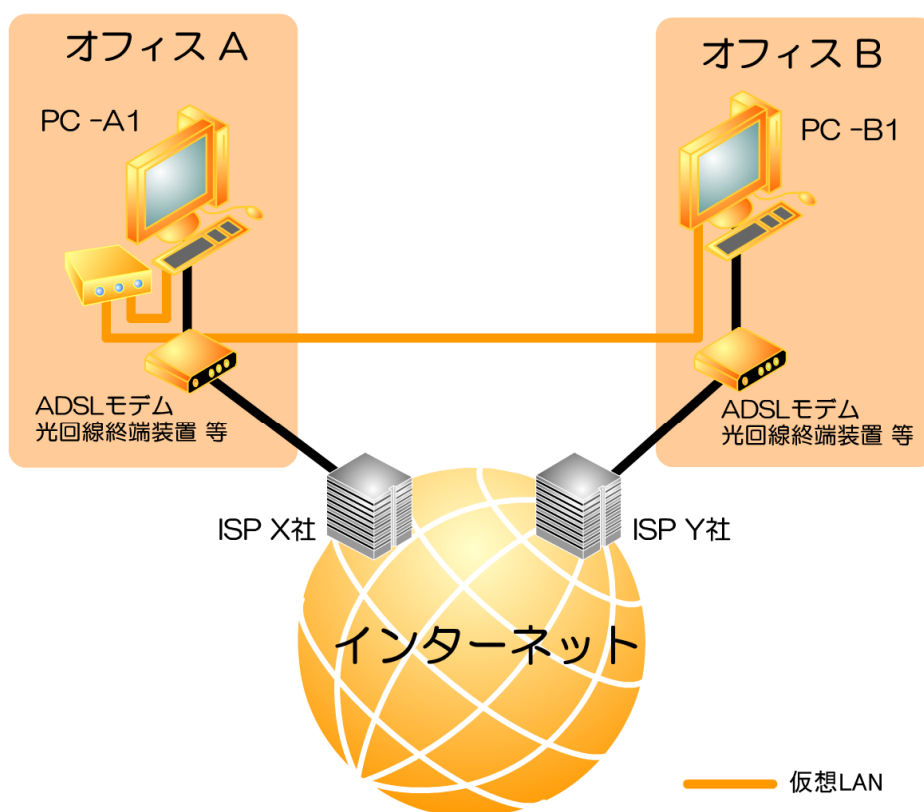 オフィス A
オフィス B
PC -A1
PC -B1
ADSLモデム
光回線終端装置 等
ADSLモデム
光回線終端装置 等
ISP X社
ISP Y社
インターネット
仮想LAN